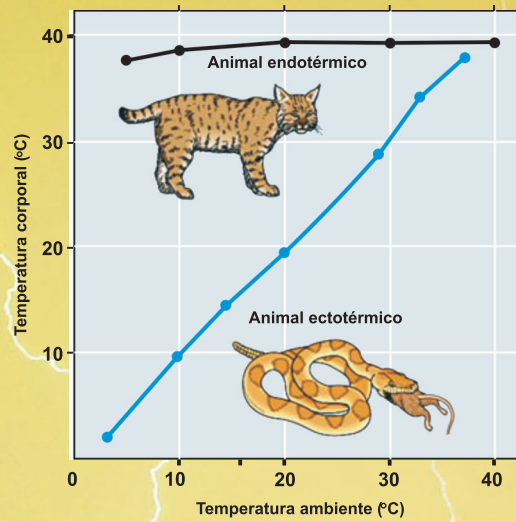 40
Animal endotérmico
30
Temperatura corporal (ºC)
20
Animal ectotérmico
10
0
10
20
30
40
Temperatura ambiente (ºC)